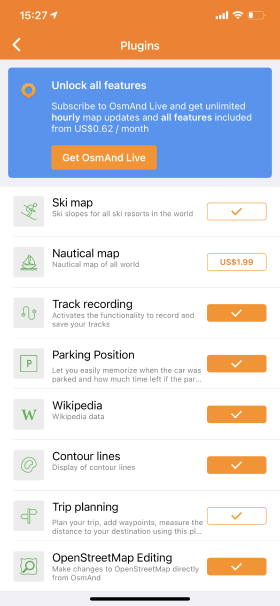 15:27
Plugins
Unlock all features
Subscribe to OsmAnd Live and get unlimited
hourly map updates and all features included
from US$0.62 / month
Get OsmAnd Live
Ski map
Ski slopes for all ski resorts in the world
Nautical map
Nautical map of all world
US$1.99
Track recording
Activates the functionality to record and
save your tracks
P
Parking Position
Let you easily memorize when the car was
parked and how much time left if the par...
W
Wikipedia
Wikipedia data
Contour lines
Display of contour lines
Trip planning
Plan your trip, add waypoints, measure the
distance to your destination using this pl...
OpenStreetMap Editing
Make changes to OpenStreetMap directly
from OsmAnd